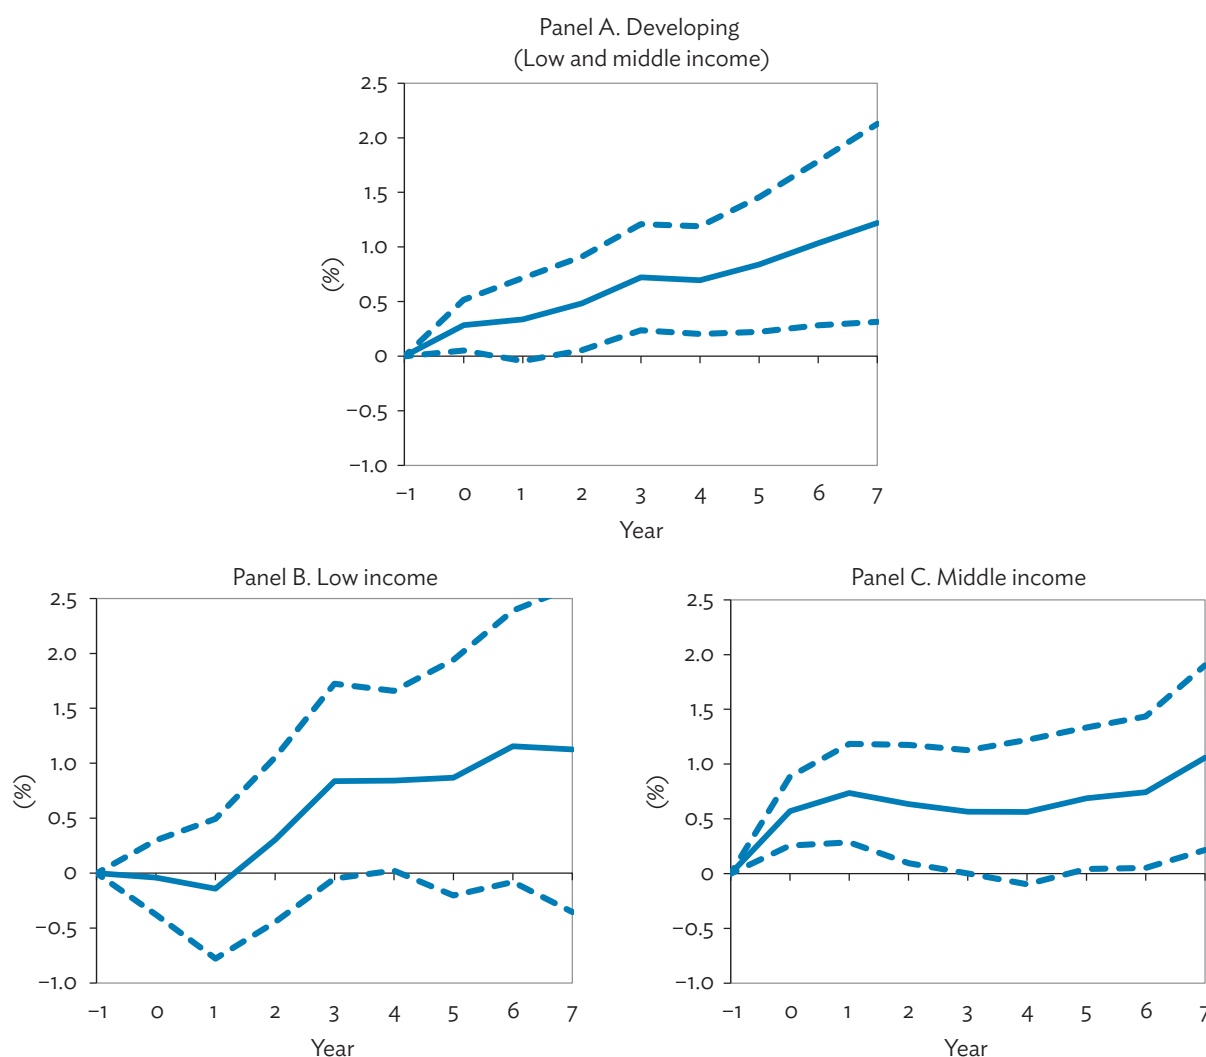 Panel A. Developing
(Low and middle income)
2.5
2.0
1.5
1.0
0.5
0
−0.5
−1.0
(%)
−1 0 1 2 3 4 5 6 7
Year
Panel B. Low income
2.5
2.0
1.5
1.0
0.5
0
−0.5
−1.0
(%)
−1 0 1 2 3 4 5 6 7
Year
Panel C. Middle income
2.5
2.0
1.5
1.0
0.5
0
−0.5
−1.0
(%)
−1 0 1 2 3 4 5 6 7
Year